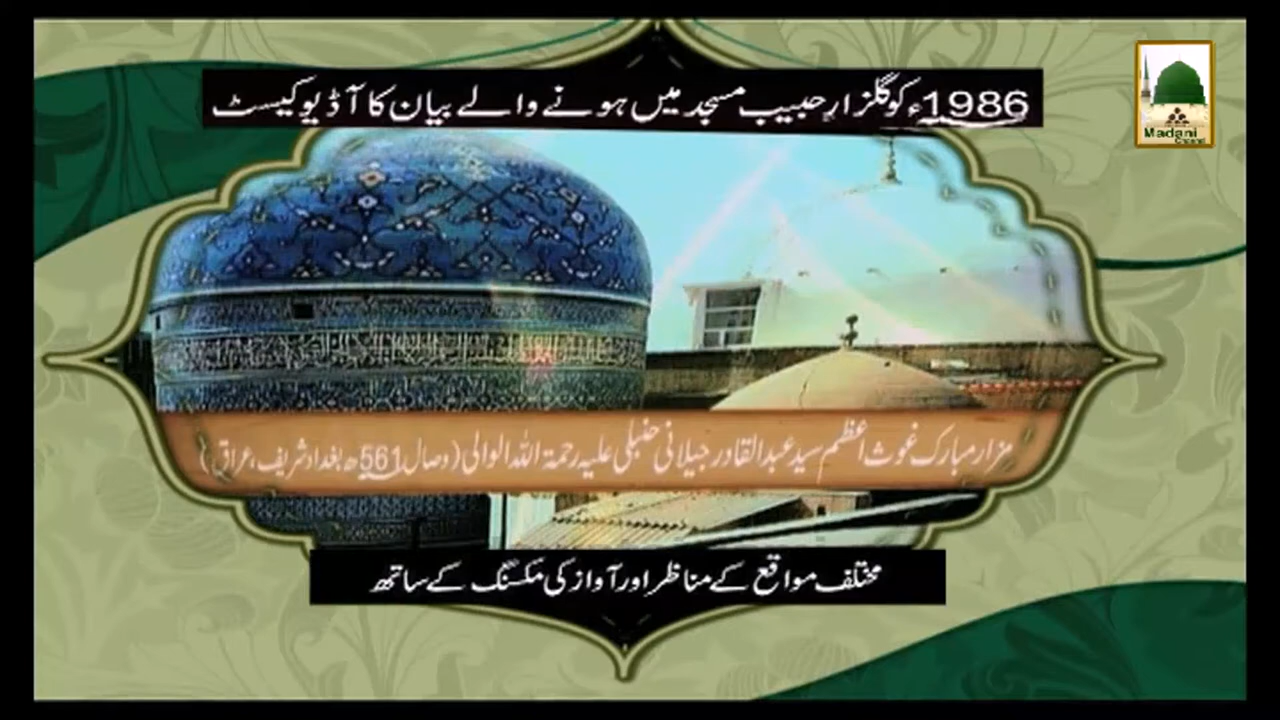 1986ء کو گلزارِ حبیب مسجد میں ہونے والے بیان کا آڈیو کیسٹ
Madani
Channel
مزار مبارک غوث اعظم سید عبدالقادر جیلانی حنبلی علیہ رحمۃ اللہ الوالی (وصال 561ھ بغداد شریف، عراق)
مختلف مواقع کے مناظر اور آواز کی مکسنگ کے ساتھ